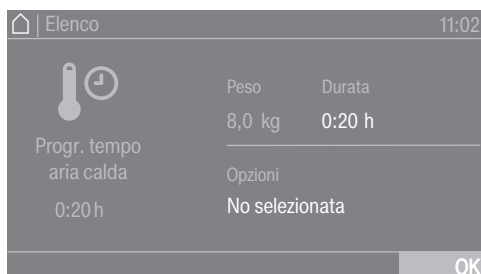 | Elenco 11:02
Progr. tempo
aria calda
0:20 h
Peso Durata
8,0 kg 0:20 h
Opzioni
No selezionata
OK